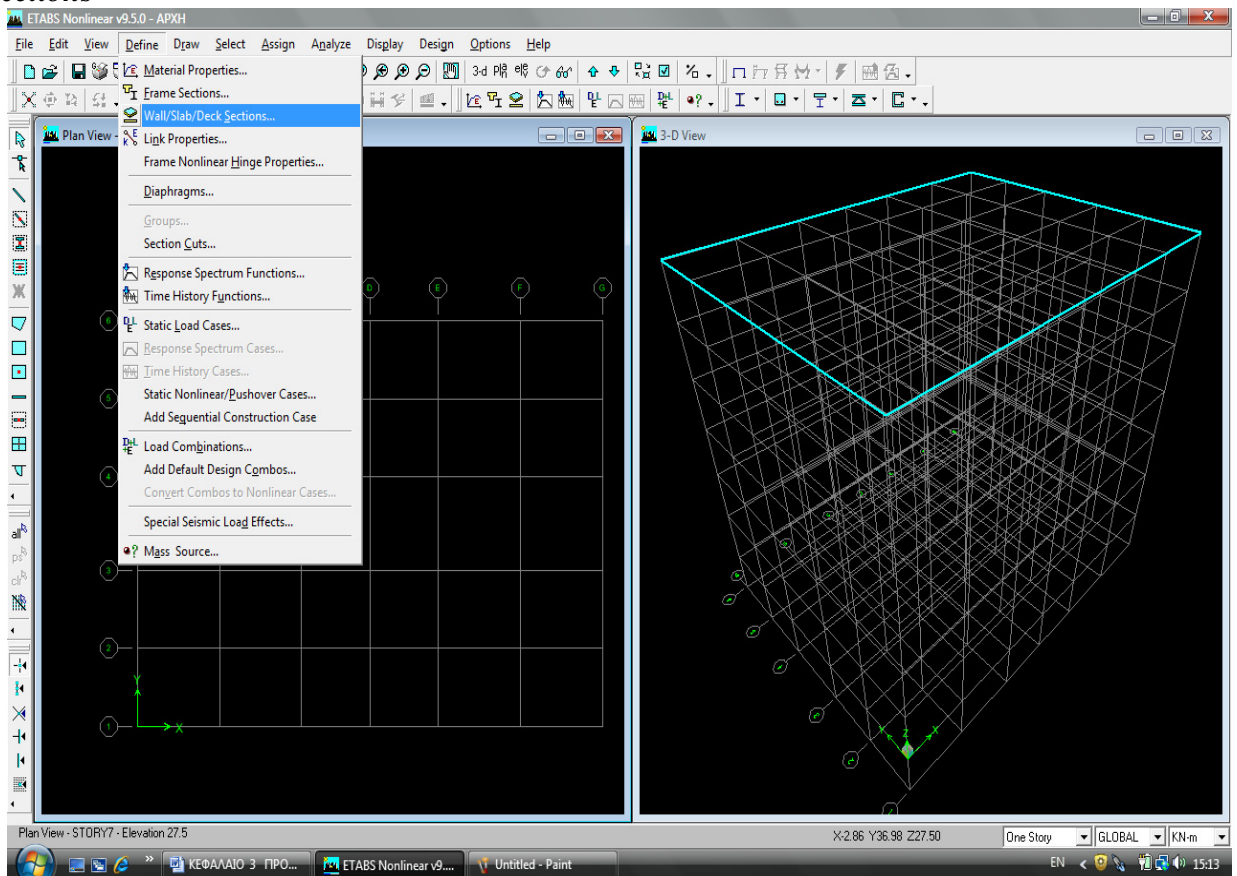 ETABS Nonlinear v9.5.0 - ΑΡΧΗ
File Edit View Define Draw Select Assign Analyze Display Design Options Help
3-d
Material Properties...
Frame Sections...
Wall/Slab/Deck Sections...
Link Properties...
Frame Nonlinear Hinge Properties...
Diaphragms...
Groups...
Section Cuts...
Response Spectrum Functions...
Time History Functions...
Static Load Cases...
Response Spectrum Cases...
Time History Cases...
Static Nonlinear/Pushover Cases...
Add Sequential Construction Case
Load Combinations...
Add Default Design Combos...
Convert Combos to Nonlinear Cases...
Special Seismic Load Effects...
Mass Source...
Plan View -
D E F G
6
5
4
3
2
1
Y
X
3-D View
Y Z X
all
ps
clr
Plan View - STORY7 - Elevation 27.5
X-2.86 Y36.98 Z27.50
One Story GLOBAL KN-m
ΚΕΦΑΛΑΙΟ 3 ΠΡΟ...
ETABS Nonlinear v9....
Untitled - Paint
EN
15:13